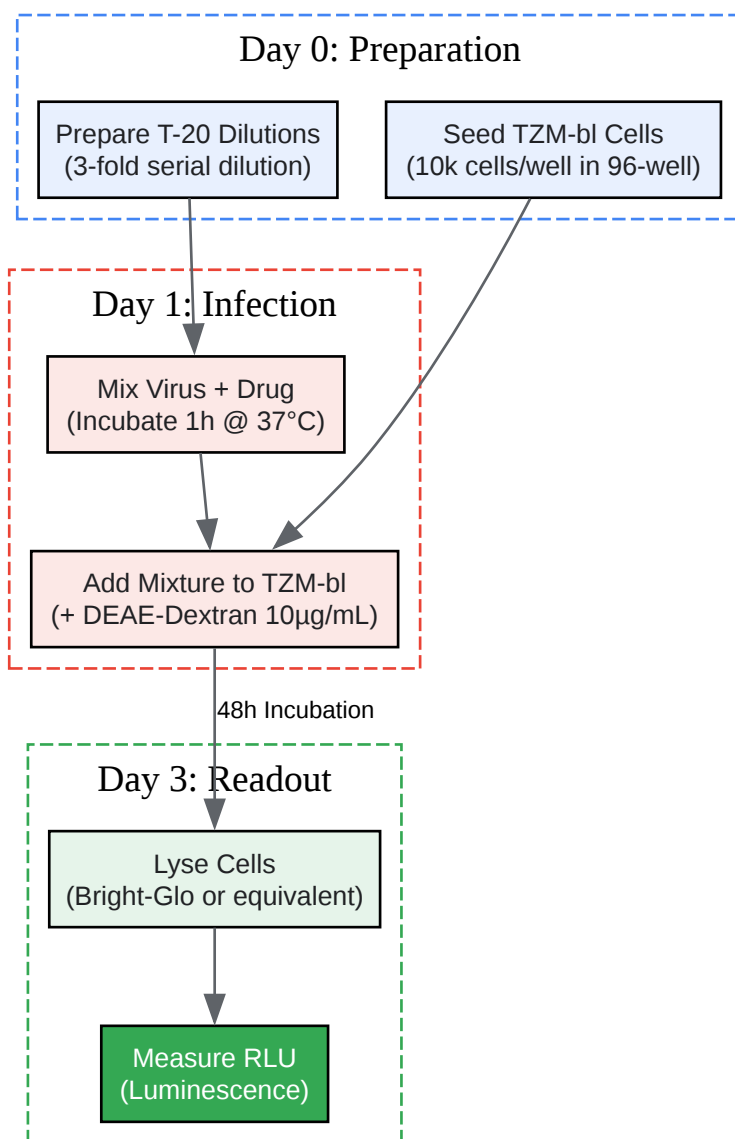 Day 0: Preparation
Prepare T-20 Dilutions
(3-fold serial dilution)
Seed TZM-bl Cells
(10k cells/well in 96-well)
Day 1: Infection
Mix Virus + Drug
(Incubate 1h @ 37°C)
Add Mixture to TZM-bl
(+ DEAE-Dextran 10µg/mL)
48h Incubation
Day 3: Readout
Lyse Cells
(Bright-Glo or equivalent)
Measure RLU
(Luminescence)